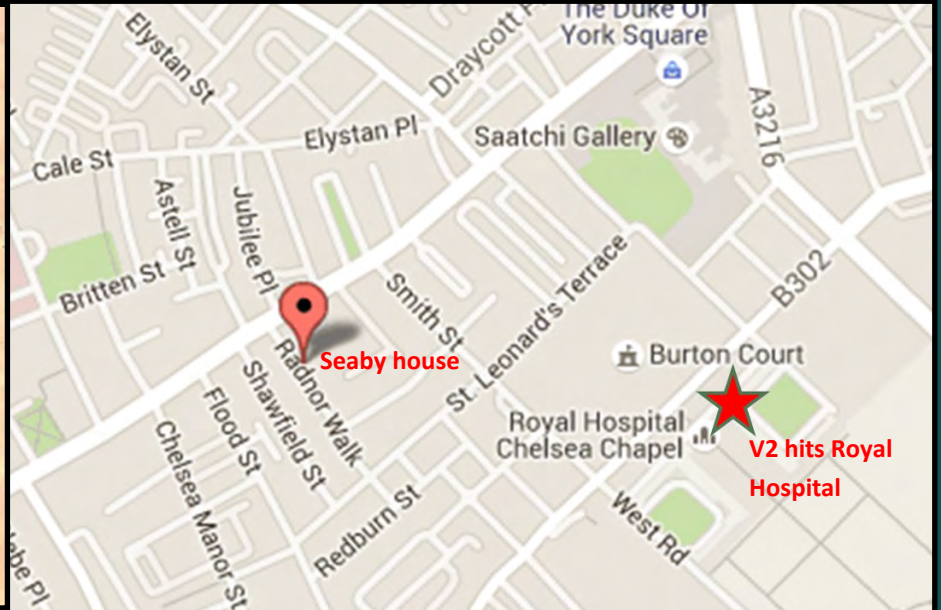 The Duke Of
York Square
Elystan St
Draycott
Elystan Pl
Saatchi Gallery
A3216
Cale St
Astell St
Jubilee Pl
Britten St
Smith St
St. Leonard's Terrace
B302
Seaby house
Burton Court
Radnor Walk
Shawfield St
Flood St
Royal Hospital
Chelsea Chapel
V2 hits Royal
Hospital
Chelsea Manor St
Redburn St
West Rd
Pl